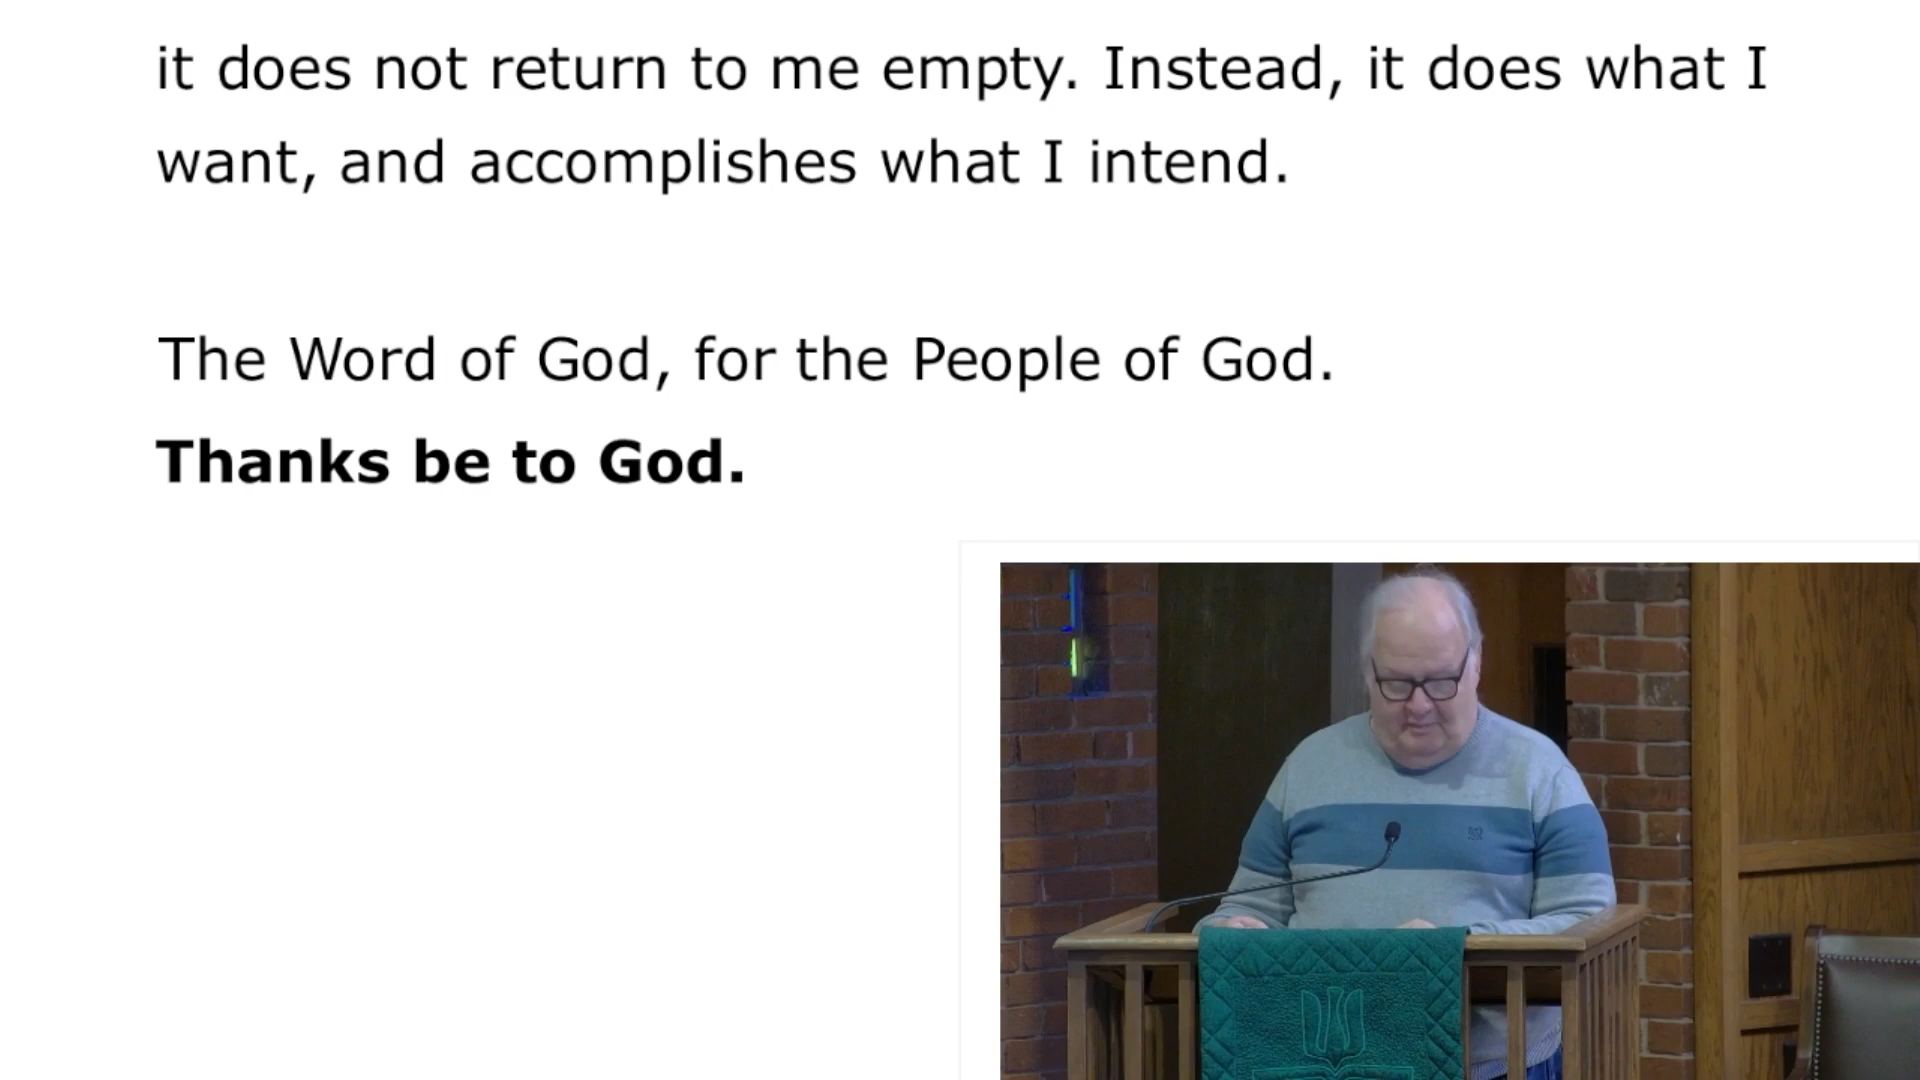 it does not return to me empty. Instead, it does what I
want, and accomplishes what I intend.
The Word of God, for the People of God.
Thanks be to God.